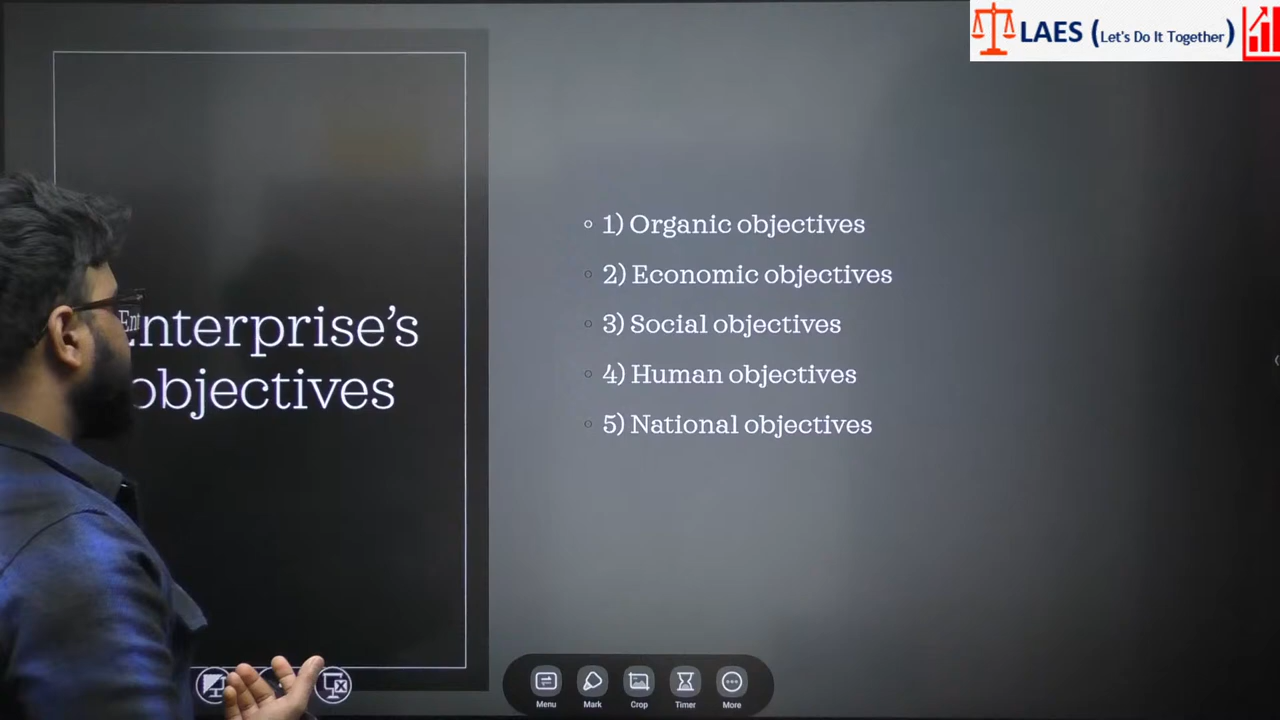 LAES (Let's Do It Together)
Enterprise's
objectives
1) Organic objectives
2) Economic objectives
3) Social objectives
4) Human objectives
5) National objectives
Menu Mark Crop Timer More